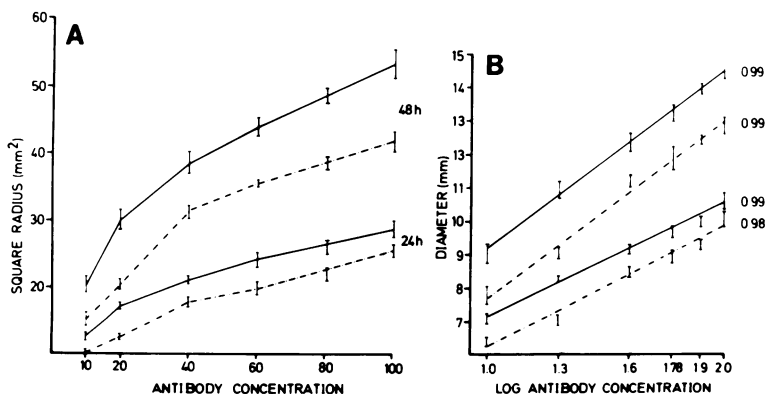 A
60
50
40
30
20
SQUARE RADIUS (mm²)
48h
24h
10 20 40 60 80 100
ANTIBODY CONCENTRATION
B
15
14
13
13
11
10
9
8
7
DIAMETER (mm)
0 99
0.99
0.99
0 98
1.0 1.3 1.6 1.78 1 9 2.0
LOG ANTIBODY CONCENTRATION